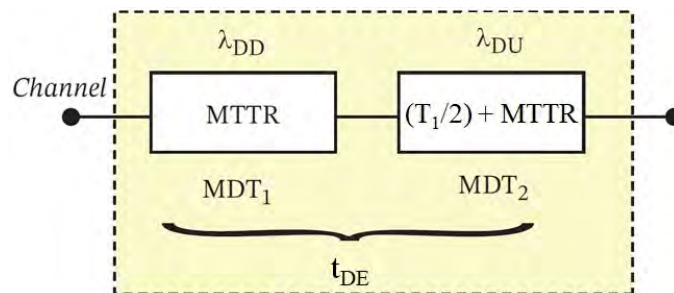 λDD λDU
Channel
MTTR (T1/2) + MTTR
MDT1 MDT2
tDE